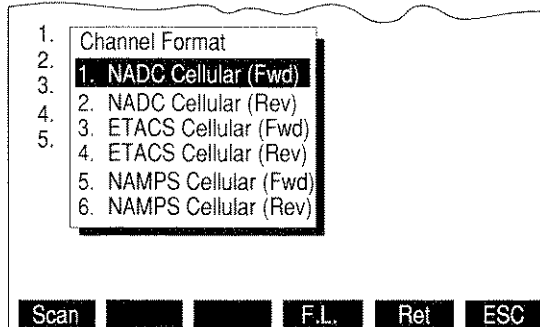 1.
2.
3.
4.
5.
Channel Format
1. NADC Cellular (Fwd)
2. NADC Cellular (Rev)
3. ETACS Cellular (Fwd)
4. ETACS Cellular (Rev)
5. NAMPS Cellular (Fwd)
6. NAMPS Cellular (Rev)
Scan F.L. Ret ESC